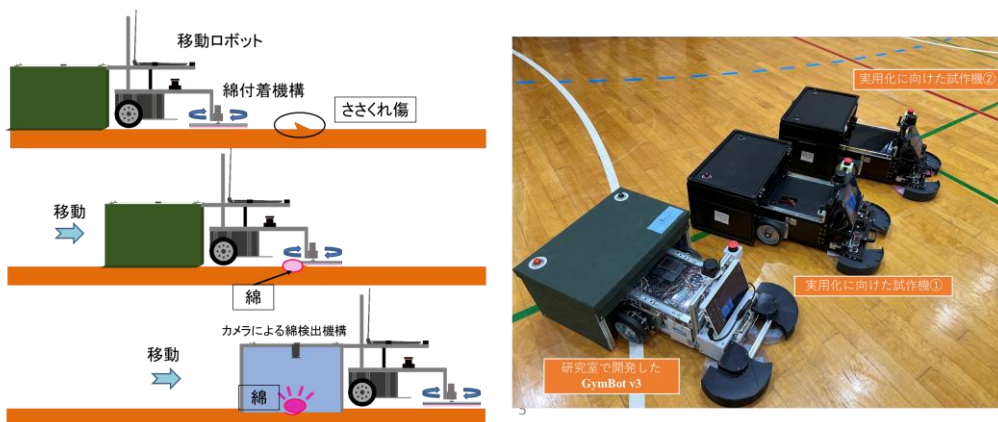 移動ロボット
綿付着機構
ささくれ傷
移動
綿
カメラによる綿検出機構
移動
綿
実用化に向けた試作機②
実用化に向けた試作機①
研究室で開発した
GymBot v3
5